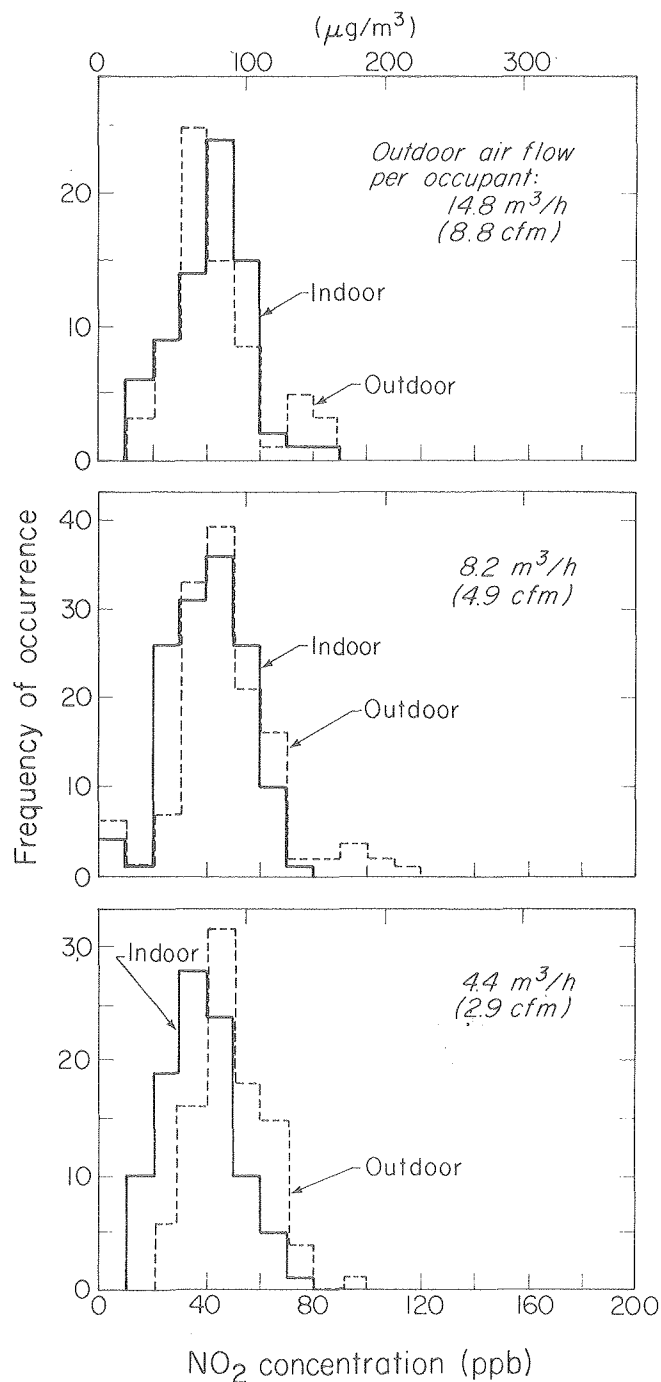 (μg/m³)
0 100 200 300
20
10
0
Outdoor air flow
per occupant:
14.8 m³/h
(8.8 cfm)
Indoor
Outdoor
40
30
20
10
0
8.2 m³/h
(4.9 cfm)
Indoor
Outdoor
Frequency of occurrence
30
20
10
0
Indoor
4.4 m³/h
(2.9 cfm)
Outdoor
0 40 80 120 160 200
NO₂ concentration (ppb)